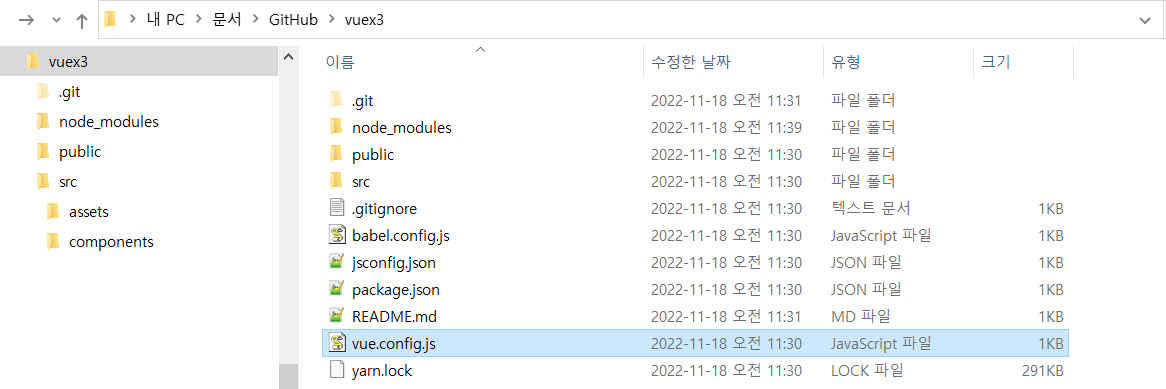 내 PC > 문서 > GitHub > vuex3
vuex3
.git
node_modules
public
src
assets
components
이름 수정한 날짜 유형 크기
.git 2022-11-18 오전 11:31 파일 폴더
node_modules 2022-11-18 오전 11:39 파일 폴더
public 2022-11-18 오전 11:30 파일 폴더
src 2022-11-18 오전 11:30 파일 폴더
.gitignore 2022-11-18 오전 11:30 텍스트 문서 1KB
babel.config.js 2022-11-18 오전 11:30 JavaScript 파일 1KB
jsconfig.json 2022-11-18 오전 11:30 JSON 파일 1KB
package.json 2022-11-18 오전 11:30 JSON 파일 1KB
README.md 2022-11-18 오전 11:31 MD 파일 1KB
vue.config.js 2022-11-18 오전 11:30 JavaScript 파일 1KB
yarn.lock 2022-11-18 오전 11:30 LOCK 파일 291KB